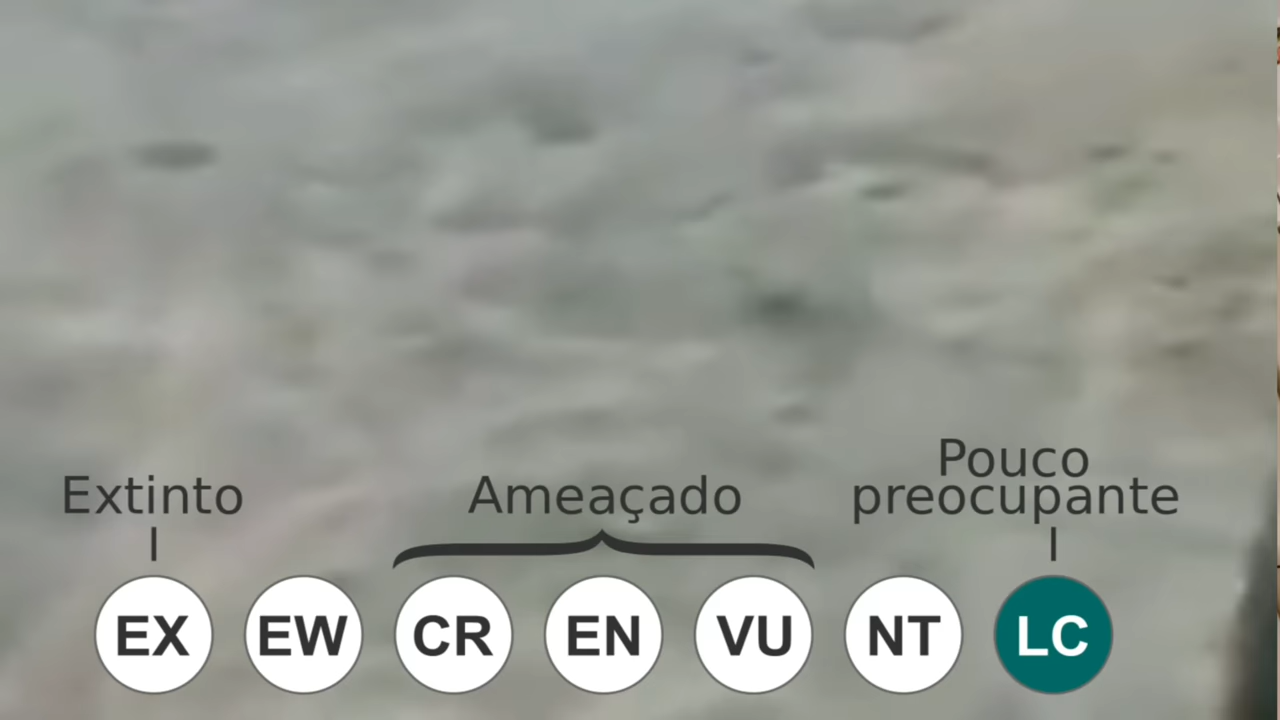 Extinto
Ameaçado
Pouco
preocupante
EX EW CR EN VU NT LC